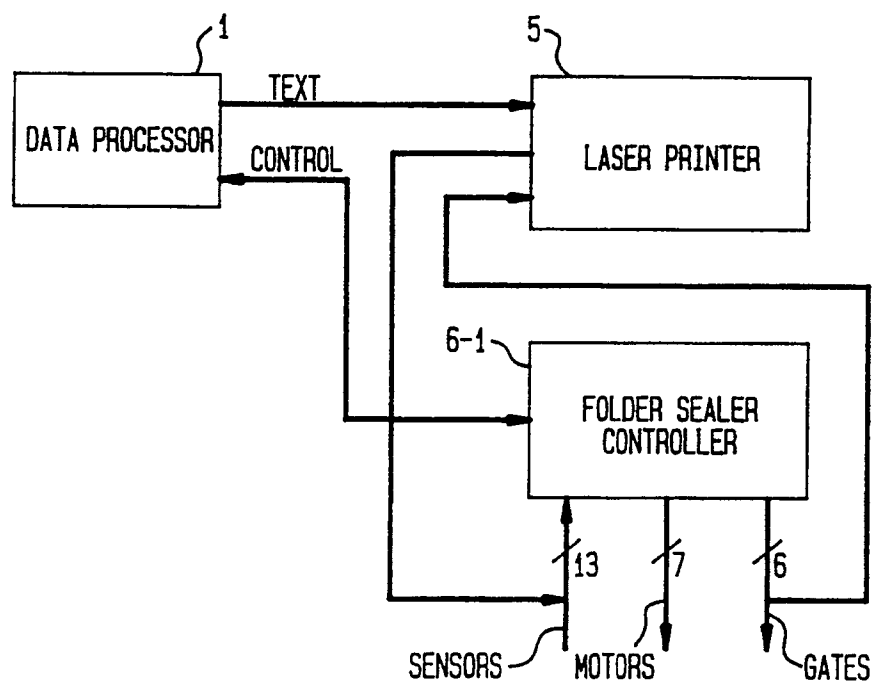 1
5
DATA PROCESSOR
TEXT
CONTROL
LASER PRINTER
6-1
FOLDER SEALER
CONTROLLER
13
7
6
SENSORS
MOTORS
GATES